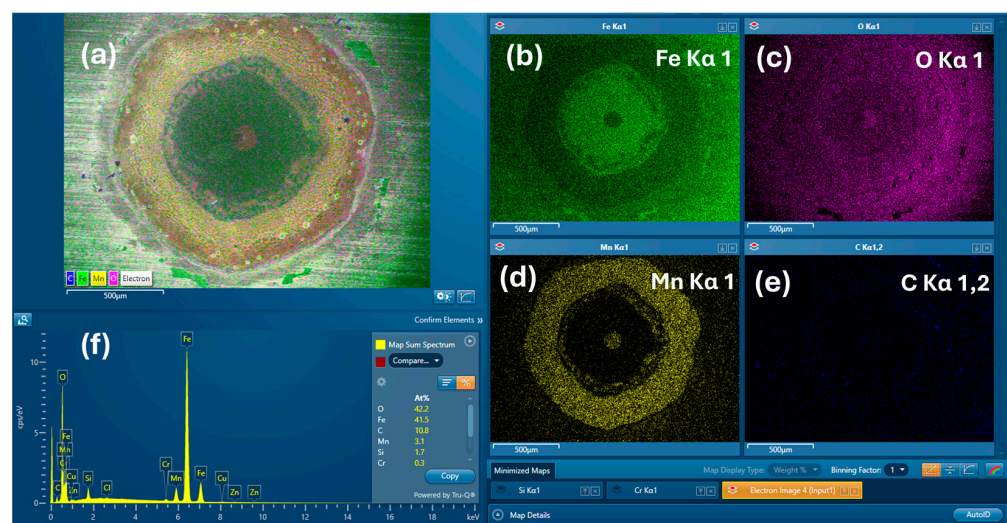 (a)
C Fe Mn O Electron
500µm
Fe Kα1
(b)
Fe Kα 1
500µm
O Kα1
(c)
O Kα 1
500µm
Mn Kα1
(d)
Mn Kα 1
500µm
C Kα1,2
(e)
C Kα 1,2
500µm
Confirm Elements »
(f)
cps/eV
10
5
0
O
Fe
Mn
C
C
Cu
Zn
Si
Cl
Cr
Mn
Fe
Fe
Cu
Zn
Zn
0 2 4 6 8 10 12 14 16 18 keV
Map Sum Spectrum
Compare...
%
At%
O 42.2
Fe 41.5
C 10.8
Mn 3.1
Si 1.7
Cr 0.3
Copy
Powered by Tru-Q®
Minimized Maps
Map Display Type: Weight %
Binning Factor: 1
Si Kα1
Cr Kα1
Electron Image 4 (Input1)
Map Details
AutoID